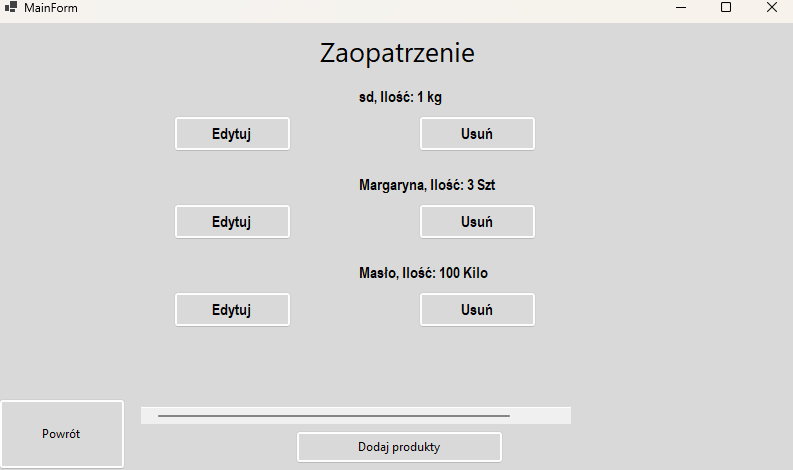 MainForm
Zaopatrzenie
sd, Ilość: 1 kg
Edytuj Usuń
Margaryna, Ilość: 3 Szt
Edytuj Usuń
Masło, Ilość: 100 Kilo
Edytuj Usuń
Powrót
Dodaj produkty